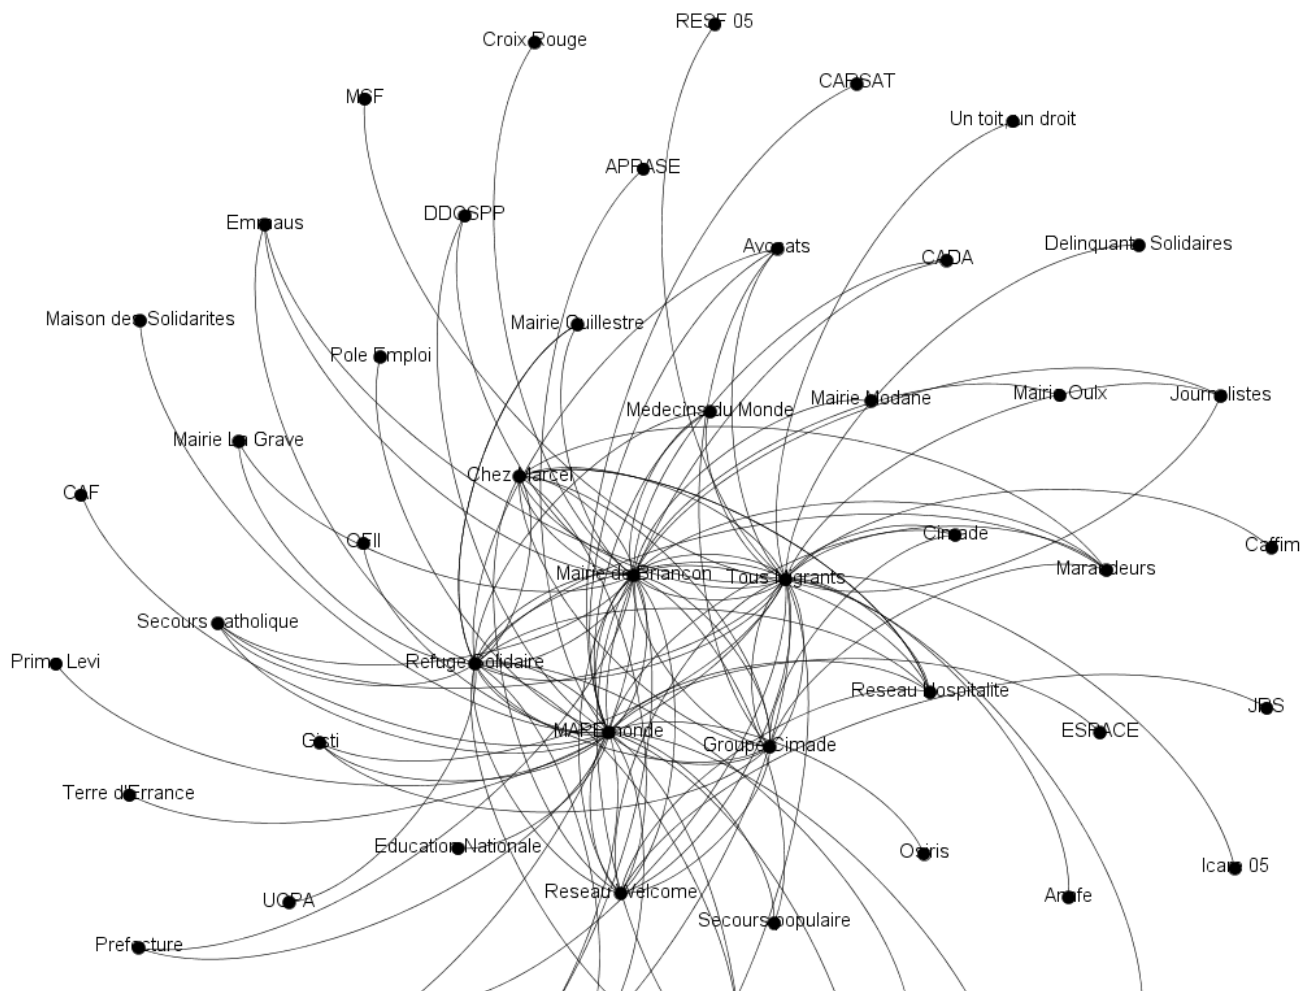 RESF 05
Croix Rouge
CARSAT
MSF
Un toit, un droit
APRASE
DDCSPP
Emmaus
Avocats
Delinquants Solidaires
CADA
Maison des Solidarites
Mairie Guillestre
Pole Emploi
Mairie Modane
Mairie Oulx
Journalistes
Medecins du Monde
Mairie La Grave
Chez Marcel
CAF
OFII
Cimade
Caffim
Mairie de Briancon
Tous Migrants
Maraudeurs
Secours Catholique
Primo Levi
Refuge Solidaire
Reseau Hospitalite
JRS
Gisti
MAPEmonde
Groupe Cimade
ESPACE
Terre d'Errance
Education Nationale
Osiris
Icare 05
UCPA
Reseau Welcome
Anafe
Secours populaire
Prefecture